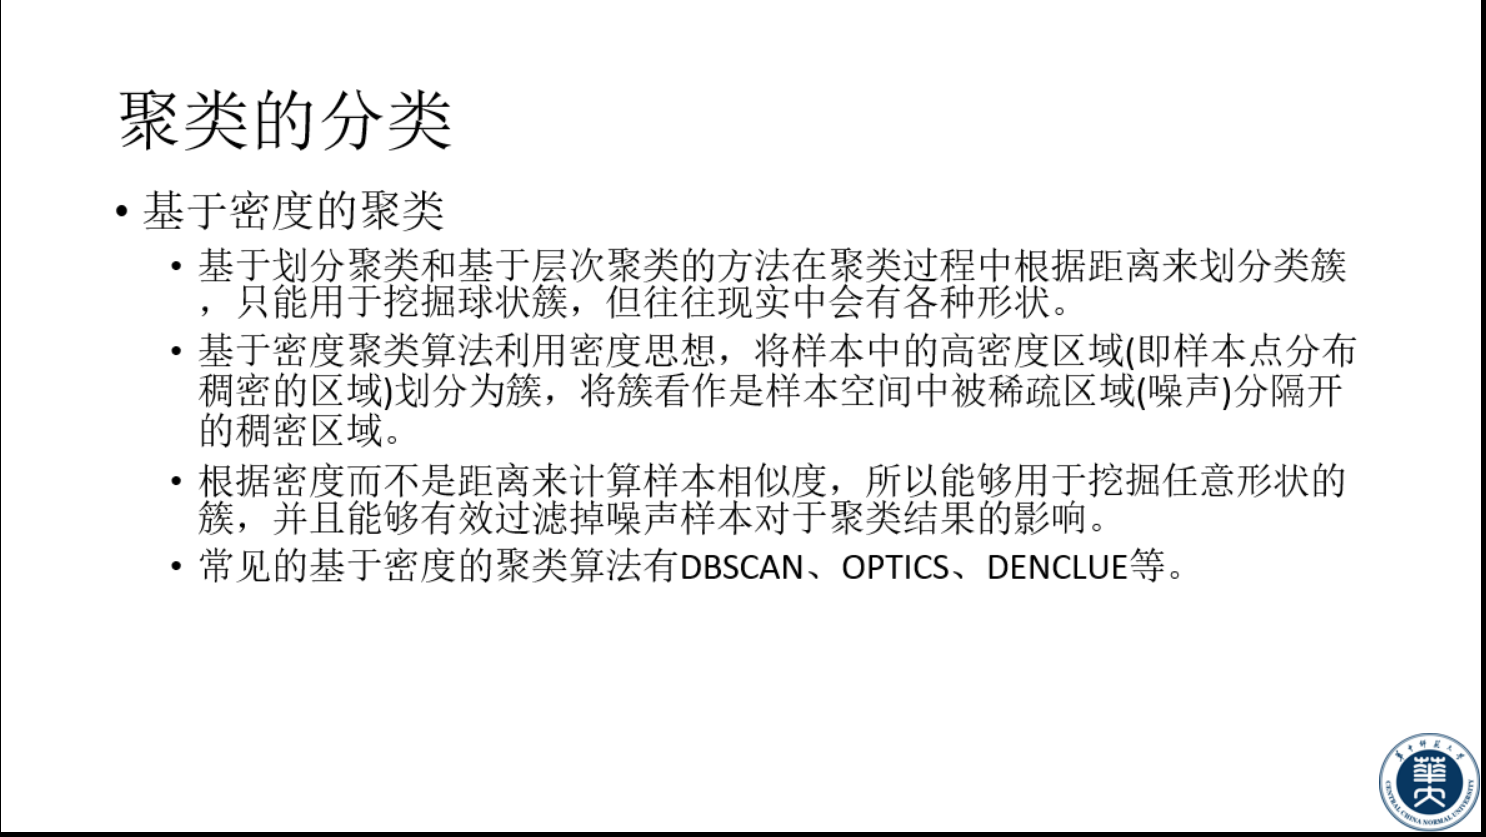 聚类的分类
• 基于密度的聚类
• 基于划分聚类和基于层次聚类的方法在聚类过程中根据距离来划分类簇
，只能用于挖掘球状簇，但往往现实中会有各种形状。
• 基于密度聚类算法利用密度思想，将样本中的高密度区域(即样本点分布
稠密的区域)划分为簇，将簇看作是样本空间中被稀疏区域(噪声)分隔开
的稠密区域。
• 根据密度而不是距离来计算样本相似度，所以能够用于挖掘任意形状的
簇，并且能够有效过滤掉噪声样本对于聚类结果的影响。
• 常见的基于密度的聚类算法有DBSCAN、OPTICS、DENCLUE等。
华中师范大学
華大
CENTRAL CHINA NORMAL UNIVERSITY